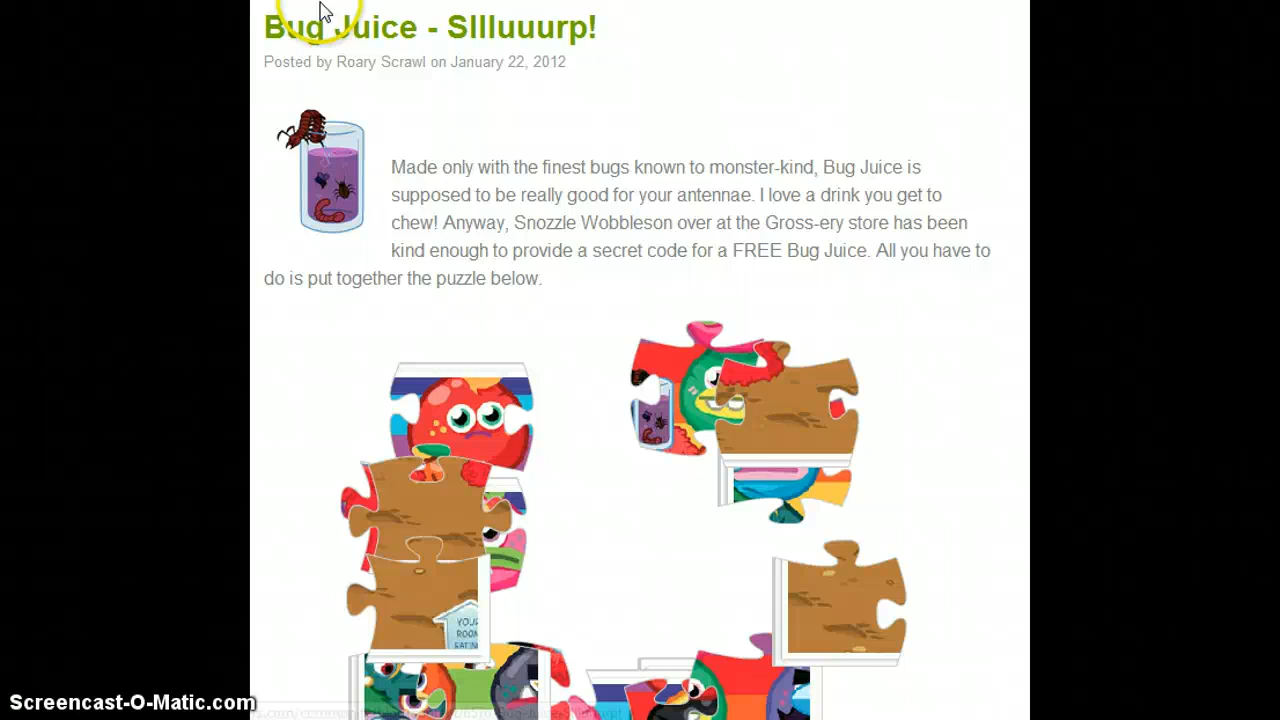 Bug Juice - Sllluuurp!
Posted by Roary Scrawl on January 22, 2012
Made only with the finest bugs known to monster-kind, Bug Juice is
supposed to be really good for your antennae. I love a drink you get to
chew! Anyway, Snozzle Wobbleson over at the Gross-ery store has been
kind enough to provide a secret code for a FREE Bug Juice. All you have to
do is put together the puzzle below.
YOUR
ROOM
EATIN
Screencast-O-Matic.com